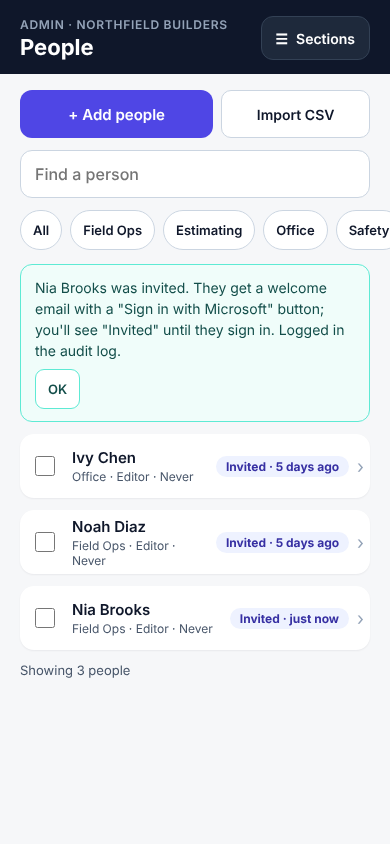 ADMIN · NORTHFIELD BUILDERS
People
☰ Sections
+ Add people
Import CSV
Find a person
All
Field Ops
Estimating
Office
Safety
Nia Brooks was invited. They get a welcome
email with a "Sign in with Microsoft" button;
you'll see "Invited" until they sign in. Logged in
the audit log.
OK
Ivy Chen
Office · Editor · Never
Invited · 5 days ago
Noah Diaz
Field Ops · Editor ·
Never
Invited · 5 days ago
Nia Brooks
Field Ops · Editor · Never
Invited · just now
Showing 3 people